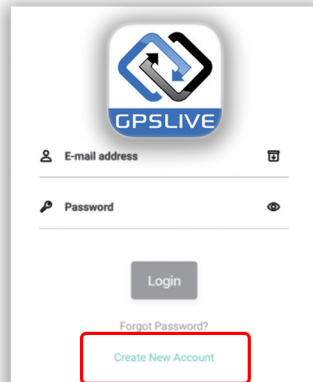 GPSLIVE
E-mail address
Password
Login
Forgot Password?
Create New Account